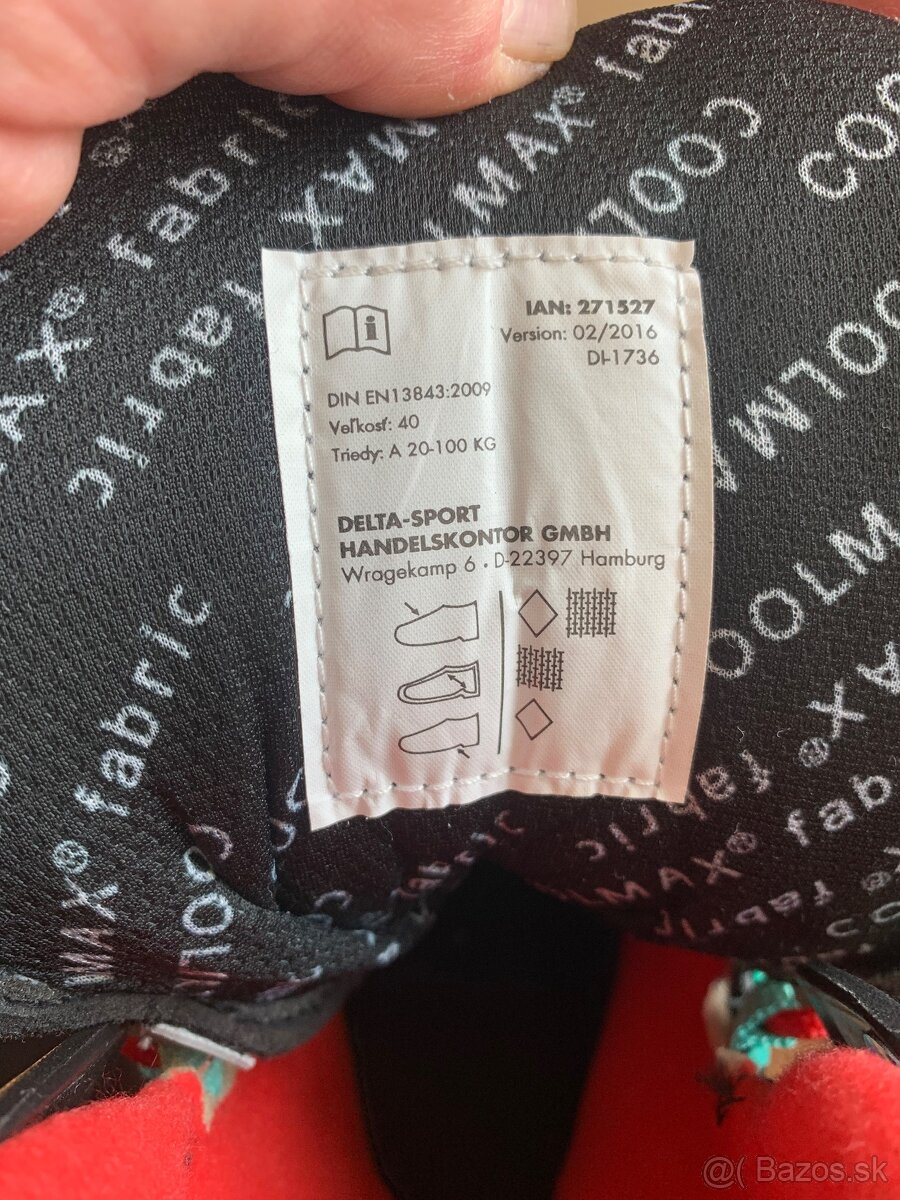 COOLMAX® fabric
IAN: 271527
Version: 02/2016
DI-1736
DIN EN13843:2009
Veľkosť: 40
Triedy: A 20-100 KG
DELTA-SPORT
HANDELSKONTOR GMBH
Wragekamp 6 • D-22397 Hamburg
@( Bazos.sk